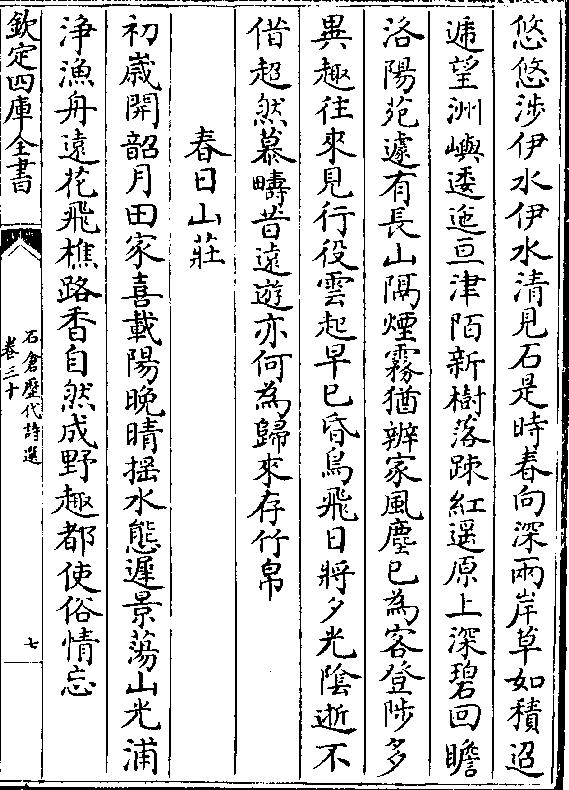 悠悠涉伊水伊水清見石是時春向深兩岸草如積迢
遞望洲嶼逶迤亘津陌新樹落踈紅遥原上深碧回瞻
洛陽苑遽有長山隔煙霧猶辧家風塵已為客登陟多
異趣往來見行役雲起早已昏鳥飛日將夕光隂逝不
借超然慕疇昔遠遊亦何為歸來存竹帛
春日山莊
初歲開韶月田家喜載陽晚晴揺水態遲景蕩山光浦
淨漁舟遠花飛樵路香自然成野趣都使俗情忘
欽定四庫全書
石倉歴代詩選
卷三十
七